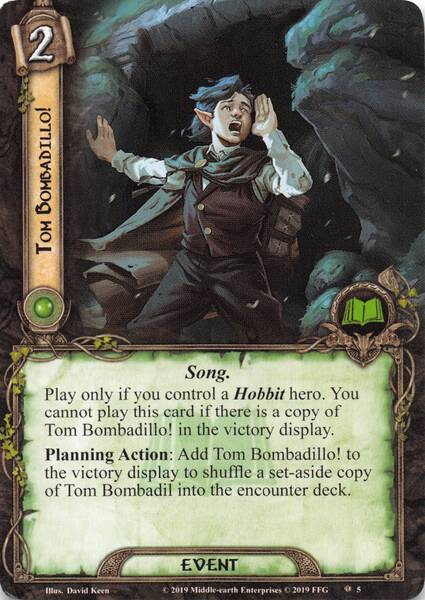 2
Tom Bombadillo!
Song.
Play only if you control a Hobbit hero. You
cannot play this card if there is a copy of
Tom Bombadillo! in the victory display.
Planning Action: Add Tom Bombadillo! to
the victory display to shuffle a set-aside copy
of Tom Bombadil into the encounter deck.
EVENT
Illus. David Keen © 2019 Middle-earth Enterprises © 2019 FFG 5